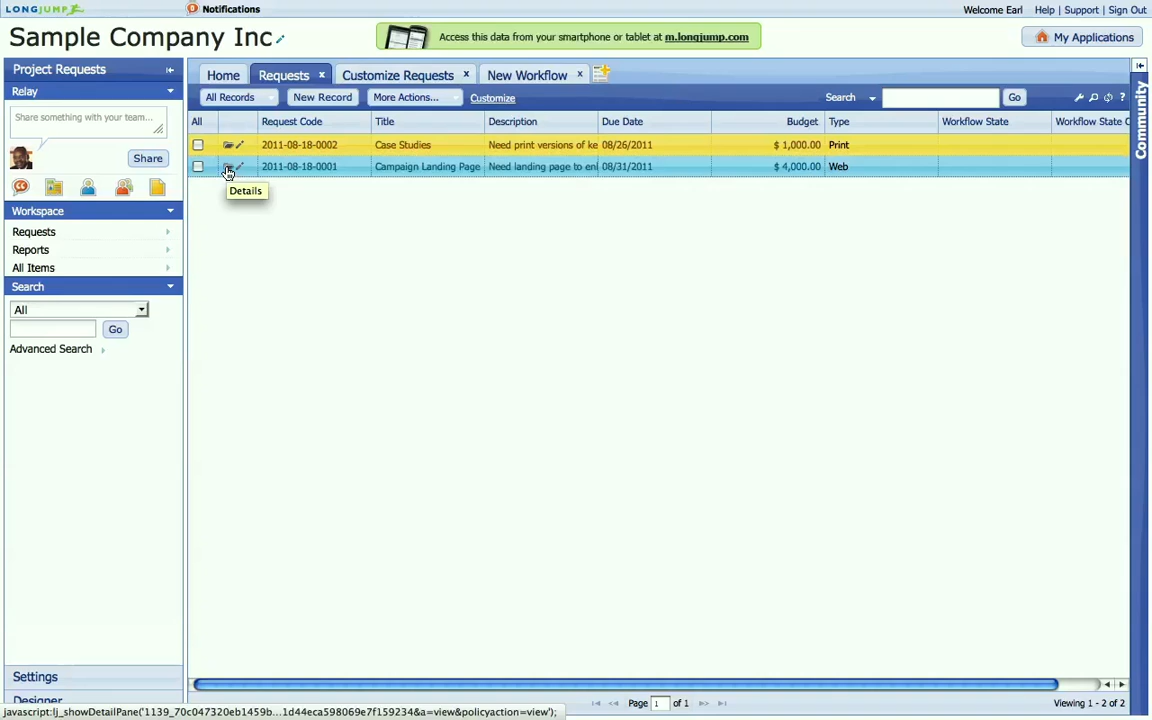 LONGJUMP
Notifications
Welcome Earl Help | Support | Sign Out
Sample Company Inc
Access this data from your smartphone or tablet at m.longjump.com
My Applications
Project Requests
Home
Requests x
Customize Requests x
New Workflow x
Relay
Share something with your team...
Share
All Records
New Record
More Actions...
Customize
Search
Go
?
Community
All Request Code Title Description Due Date Budget Type Workflow State Workflow State C
2011-08-18-0002 Case Studies Need print versions of ke 08/26/2011 $ 1,000.00 Print
2011-08-18-0001 Campaign Landing Page Need landing page to enl 08/31/2011 $ 4,000.00 Web
Details
Workspace
Requests
Reports
All Items
Search
All
Go
Advanced Search
Settings
Designer
Page 1 of 1
Viewing 1 - 2 of 2
javascript:lj_showDetailPane('1139_70c047320eb1459b...1d44eca598069e7f159234&a=view&policyaction=view');